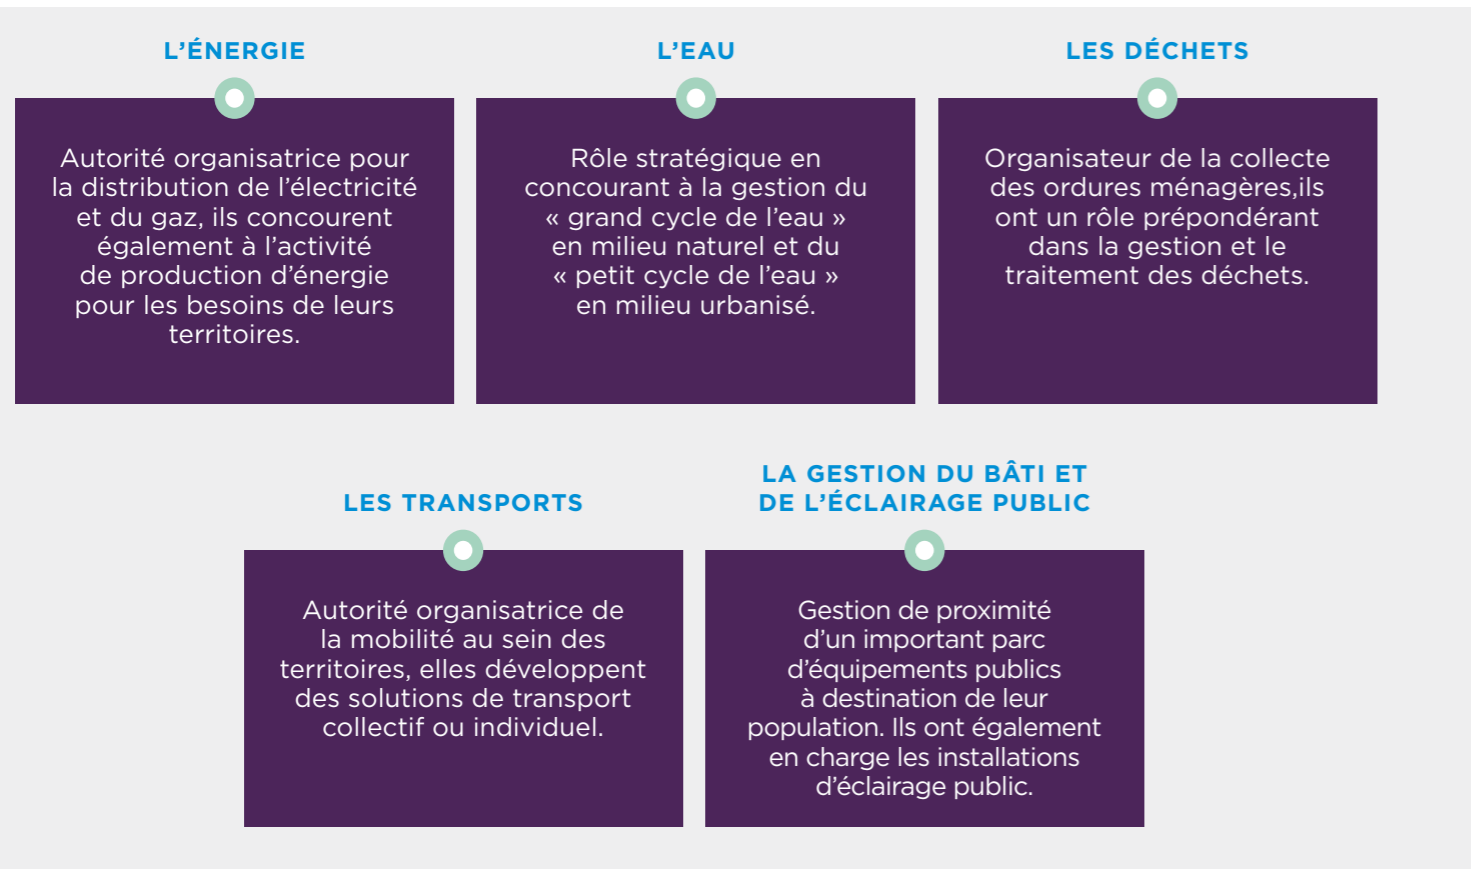 L’ÉNERGIE
Autorité organisatrice pour
la distribution de l’électricité
et du gaz, ils concourent
également à l’activité
de production d’énergie
pour les besoins de leurs
territoires.
L’EAU
Rôle stratégique en
concourant à la gestion du
« grand cycle de l’eau »
en milieu naturel et du
« petit cycle de l’eau »
en milieu urbanisé.
LES DÉCHETS
Organisateur de la collecte
des ordures ménagères,ils
ont un rôle prépondérant
dans la gestion et le
traitement des déchets.
LES TRANSPORTS
Autorité organisatrice de
la mobilité au sein des
territoires, elles développent
des solutions de transport
collectif ou individuel.
LA GESTION DU BÂTI ET
DE L’ÉCLAIRAGE PUBLIC
Gestion de proximité
d’un important parc
d’équipements publics
à destination de leur
population. Ils ont également
en charge les installations
d’éclairage public.